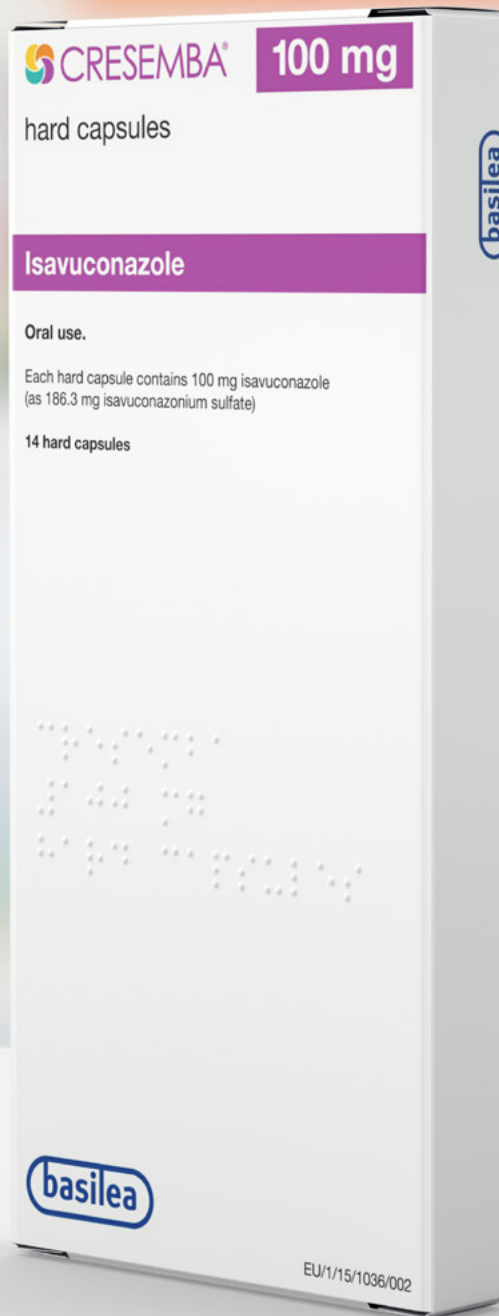 CRESEMBA® 100 mg
hard capsules
Isavuconazole
Oral use.
Each hard capsule contains 100 mg isavuconazole
(as 186.3 mg isavuconazonium sulfate)
14 hard capsules
basilea
EU/1/15/1036/002
basilea